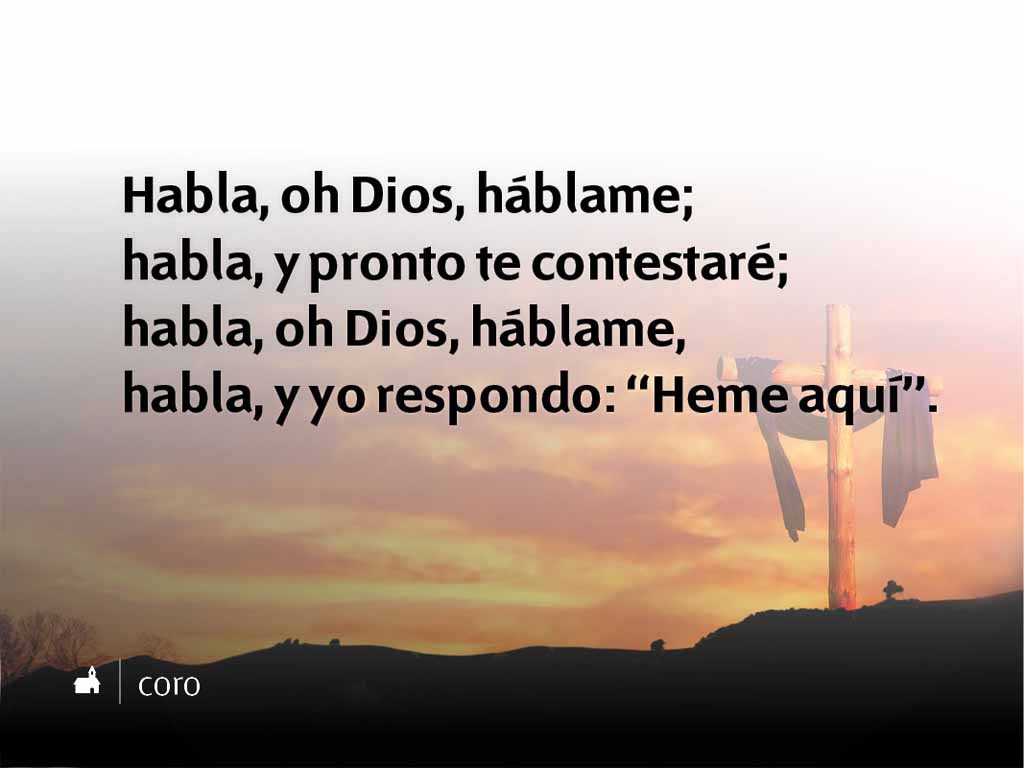 Habla, oh Dios, háblame;
habla, y pronto te contestaré;
habla, oh Dios, háblame,
habla, y yo respondo: “Heme aquí”.
coro